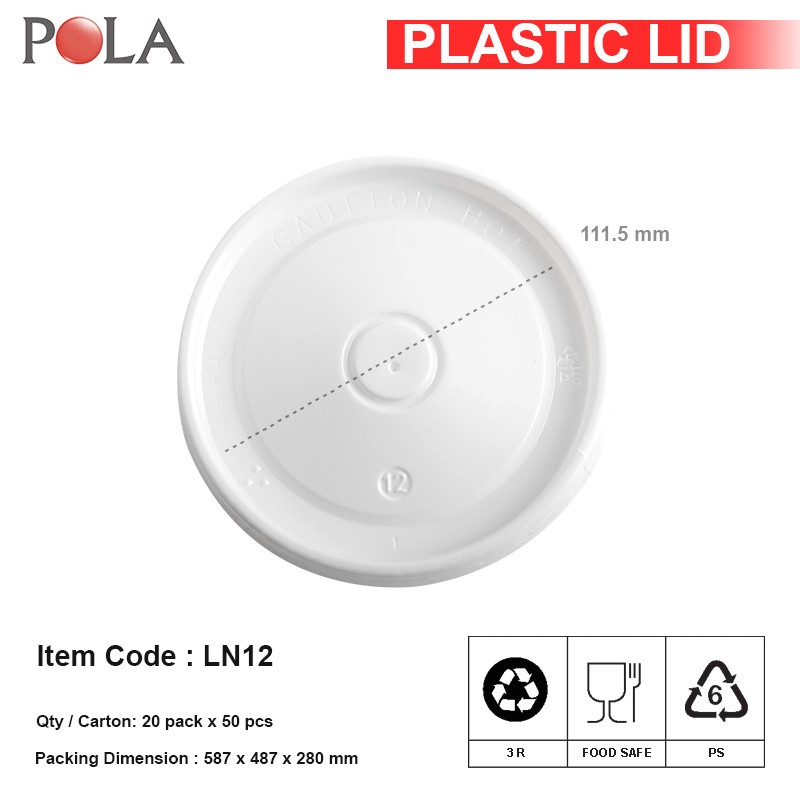 POLA
PLASTIC LID
CAUTION HOT
111.5 mm
PS
12
Item Code : LN12
Qty / Carton: 20 pack x 50 pcs
Packing Dimension : 587 x 487 x 280 mm
6
3 R
FOOD SAFE
PS